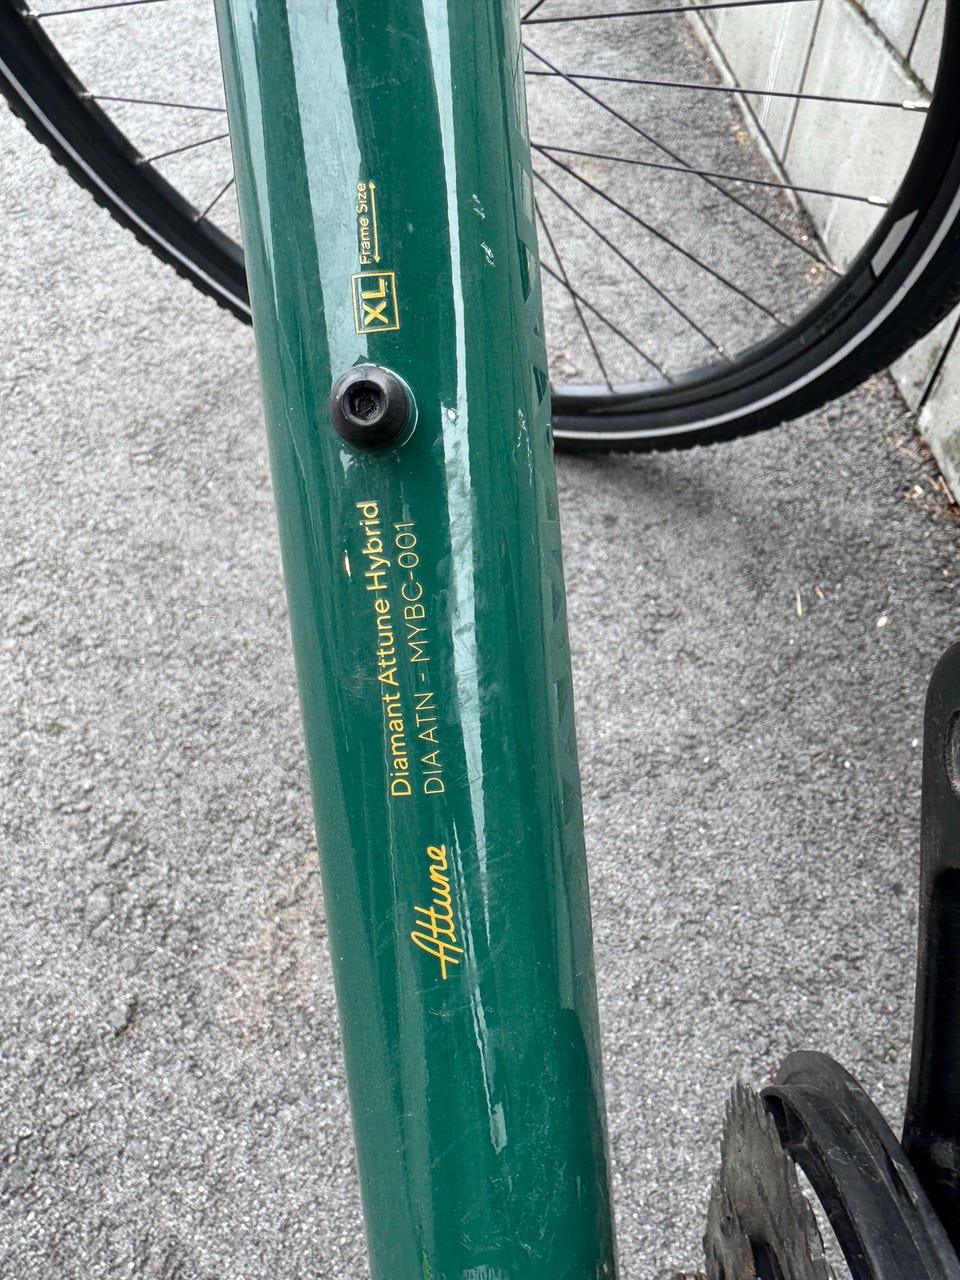 Attune
Diamant Attune Hybrid
DIA ATN - MYBC-001
XL Frame Size